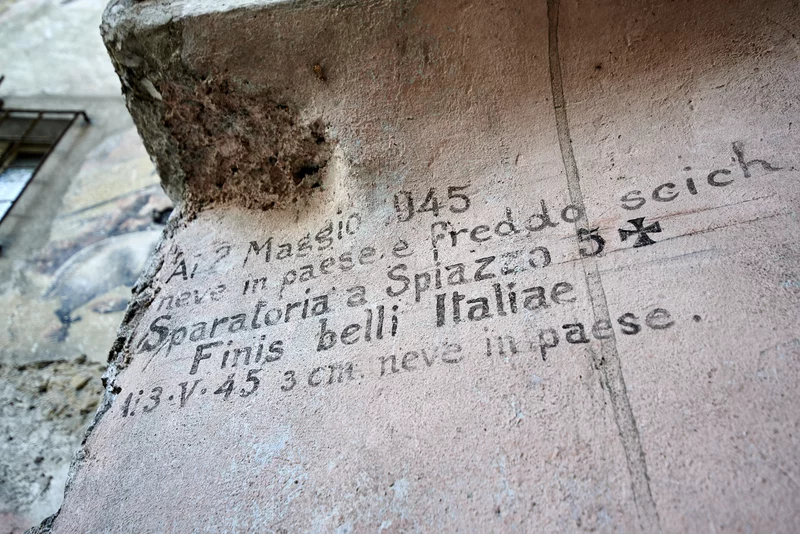 Ai 2 Maggio 945
neve in paese e freddo scich
Sparatoria a Spiazzo 5 ✠
Finis belli Italiae
Ai 3·V·45 3 cm. neve in paese.